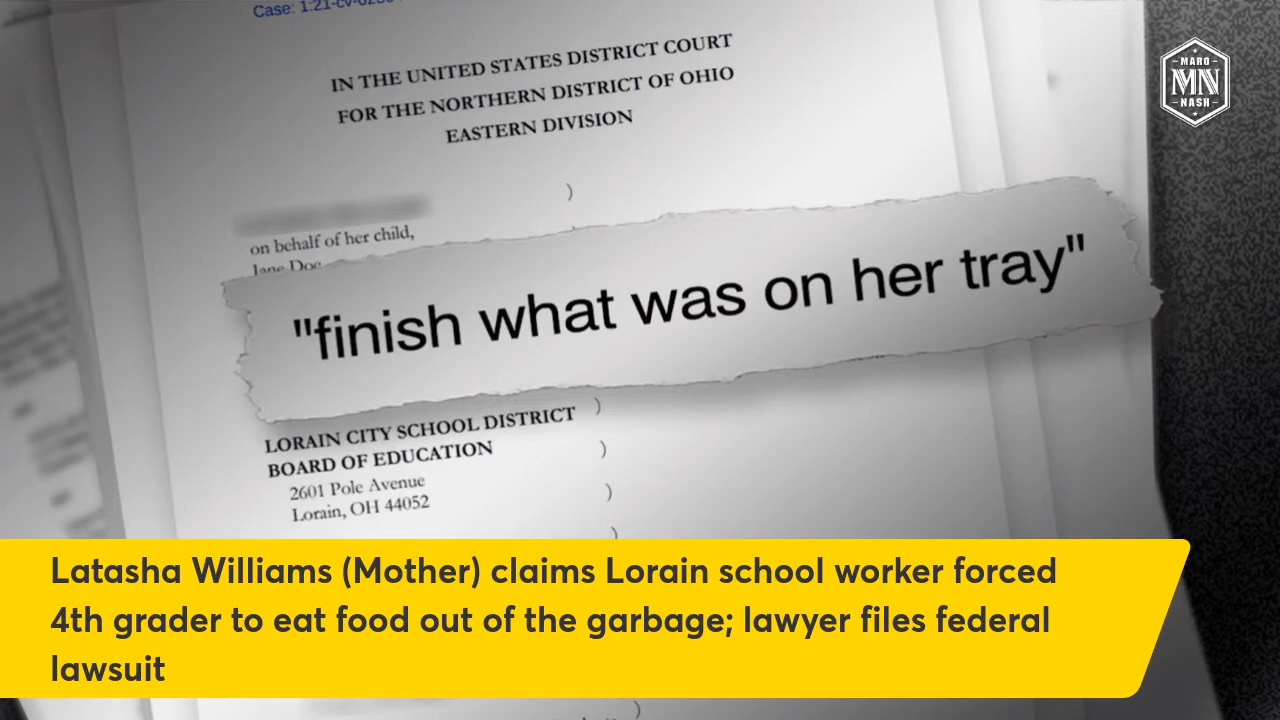 Case: 1:21-cv-
IN THE UNITED STATES DISTRICT COURT
FOR THE NORTHERN DISTRICT OF OHIO
EASTERN DIVISION
MARO
MN
NASH
)
on behalf of her child,
Jane Doe
"finish what was on her tray"
LORAIN CITY SCHOOL DISTRICT )
BOARD OF EDUCATION
)
2601 Pole Avenue
Lorain, OH 44052 )
)
Latasha Williams (Mother) claims Lorain school worker forced
4th grader to eat food out of the garbage; lawyer files federal
lawsuit
)